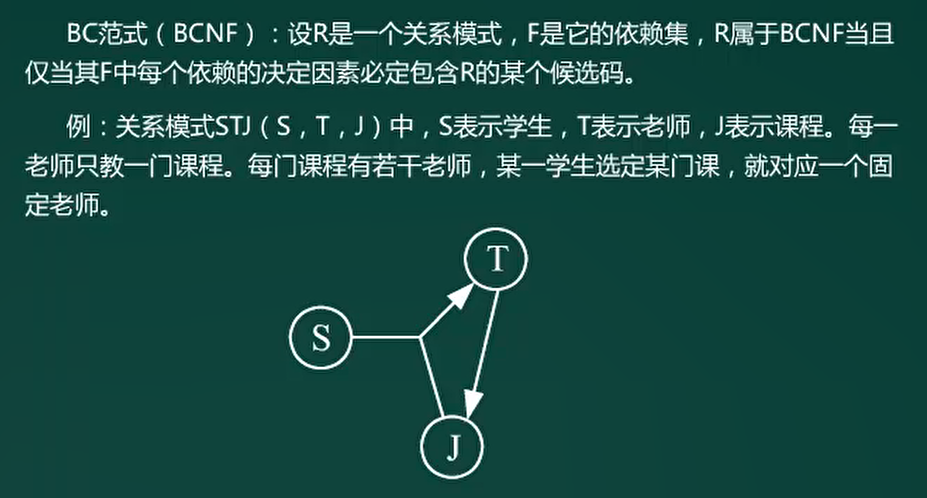 BC范式（BCNF）：设R是一个关系模式，F是它的依赖集，R属于BCNF当且
仅当其F中每个依赖的决定因素必定包含R的某个候选码。
例：关系模式STJ（S，T，J）中，S表示学生，T表示老师，J表示课程。每一
老师只教一门课程。每门课程有若干老师，某一学生选定某门课，就对应一个固
定老师。
T
S
J